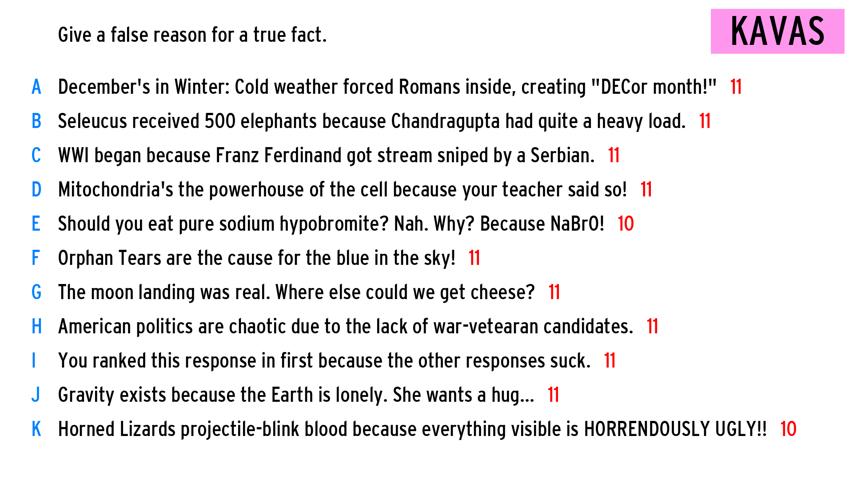 Give a false reason for a true fact.
KAVAS
A December's in Winter: Cold weather forced Romans inside, creating "DECor month!" 11
B Seleucus received 500 elephants because Chandragupta had quite a heavy load. 11
C WWI began because Franz Ferdinand got stream sniped by a Serbian. 11
D Mitochondria's the powerhouse of the cell because your teacher said so! 11
E Should you eat pure sodium hypobromite? Nah. Why? Because NaBrO! 10
F Orphan Tears are the cause for the blue in the sky! 11
G The moon landing was real. Where else could we get cheese? 11
H American politics are chaotic due to the lack of war-vetearan candidates. 11
I You ranked this response in first because the other responses suck. 11
J Gravity exists because the Earth is lonely. She wants a hug... 11
K Horned Lizards projectile-blink blood because everything visible is HORRENDOUSLY UGLY!! 10